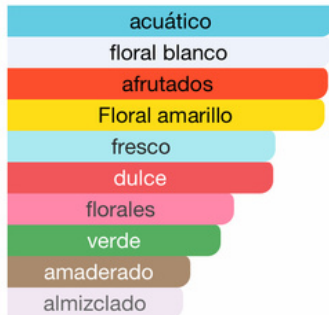 acuático
floral blanco
afrutados
Floral amarillo
fresco
dulce
florales
verde
amaderado
almizclado